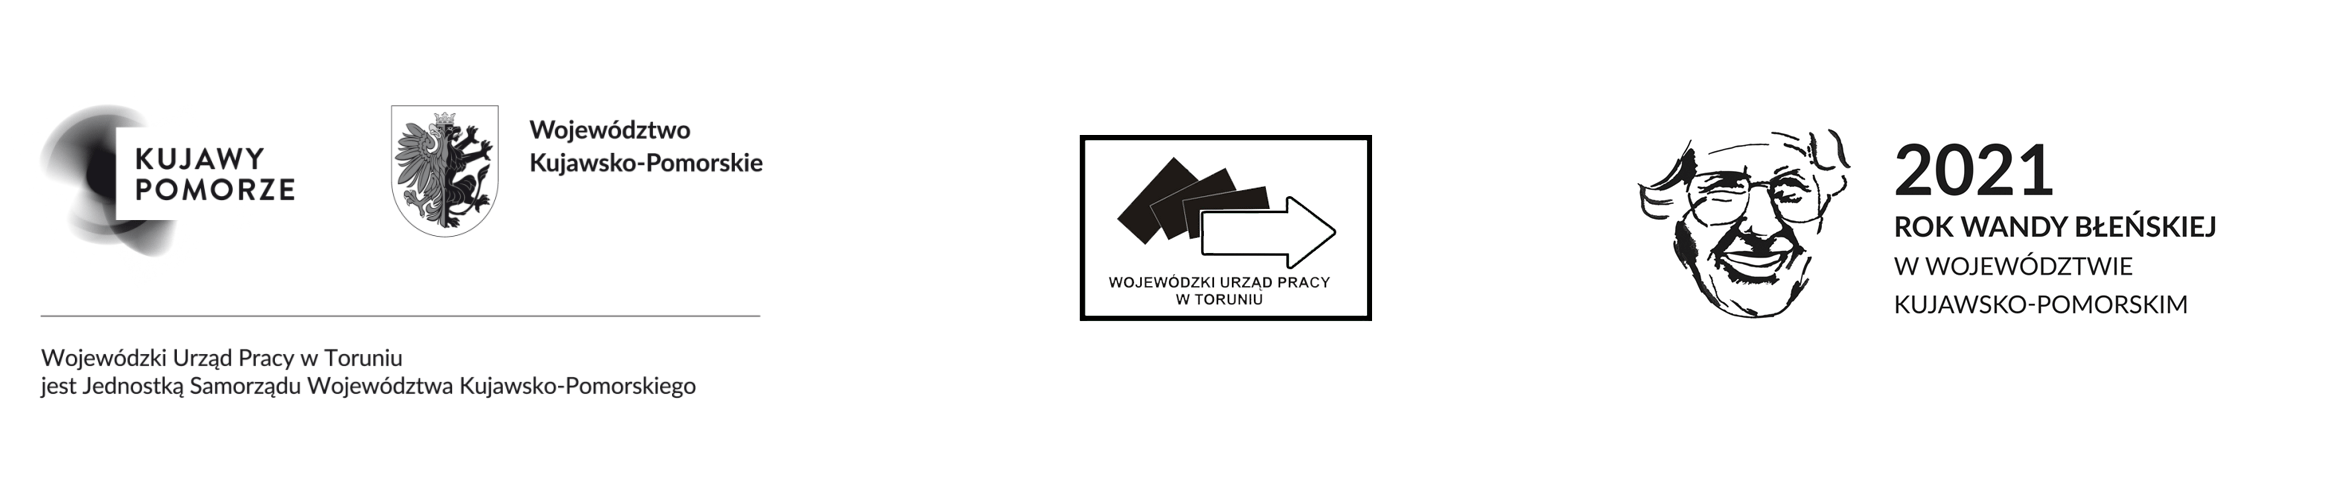 KUJAWY
POMORZE
Województwo
Kujawsko-Pomorskie
Wojewódzki Urząd Pracy w Toruniu
jest Jednostką Samorządu Województwa Kujawsko-Pomorskiego
WOJEWÓDZKI URZĄD PRACY
W TORUNIU
2021
ROK WANDY BŁEŃSKIEJ
W WOJEWÓDZTWIE
KUJAWSKO-POMORSKIM